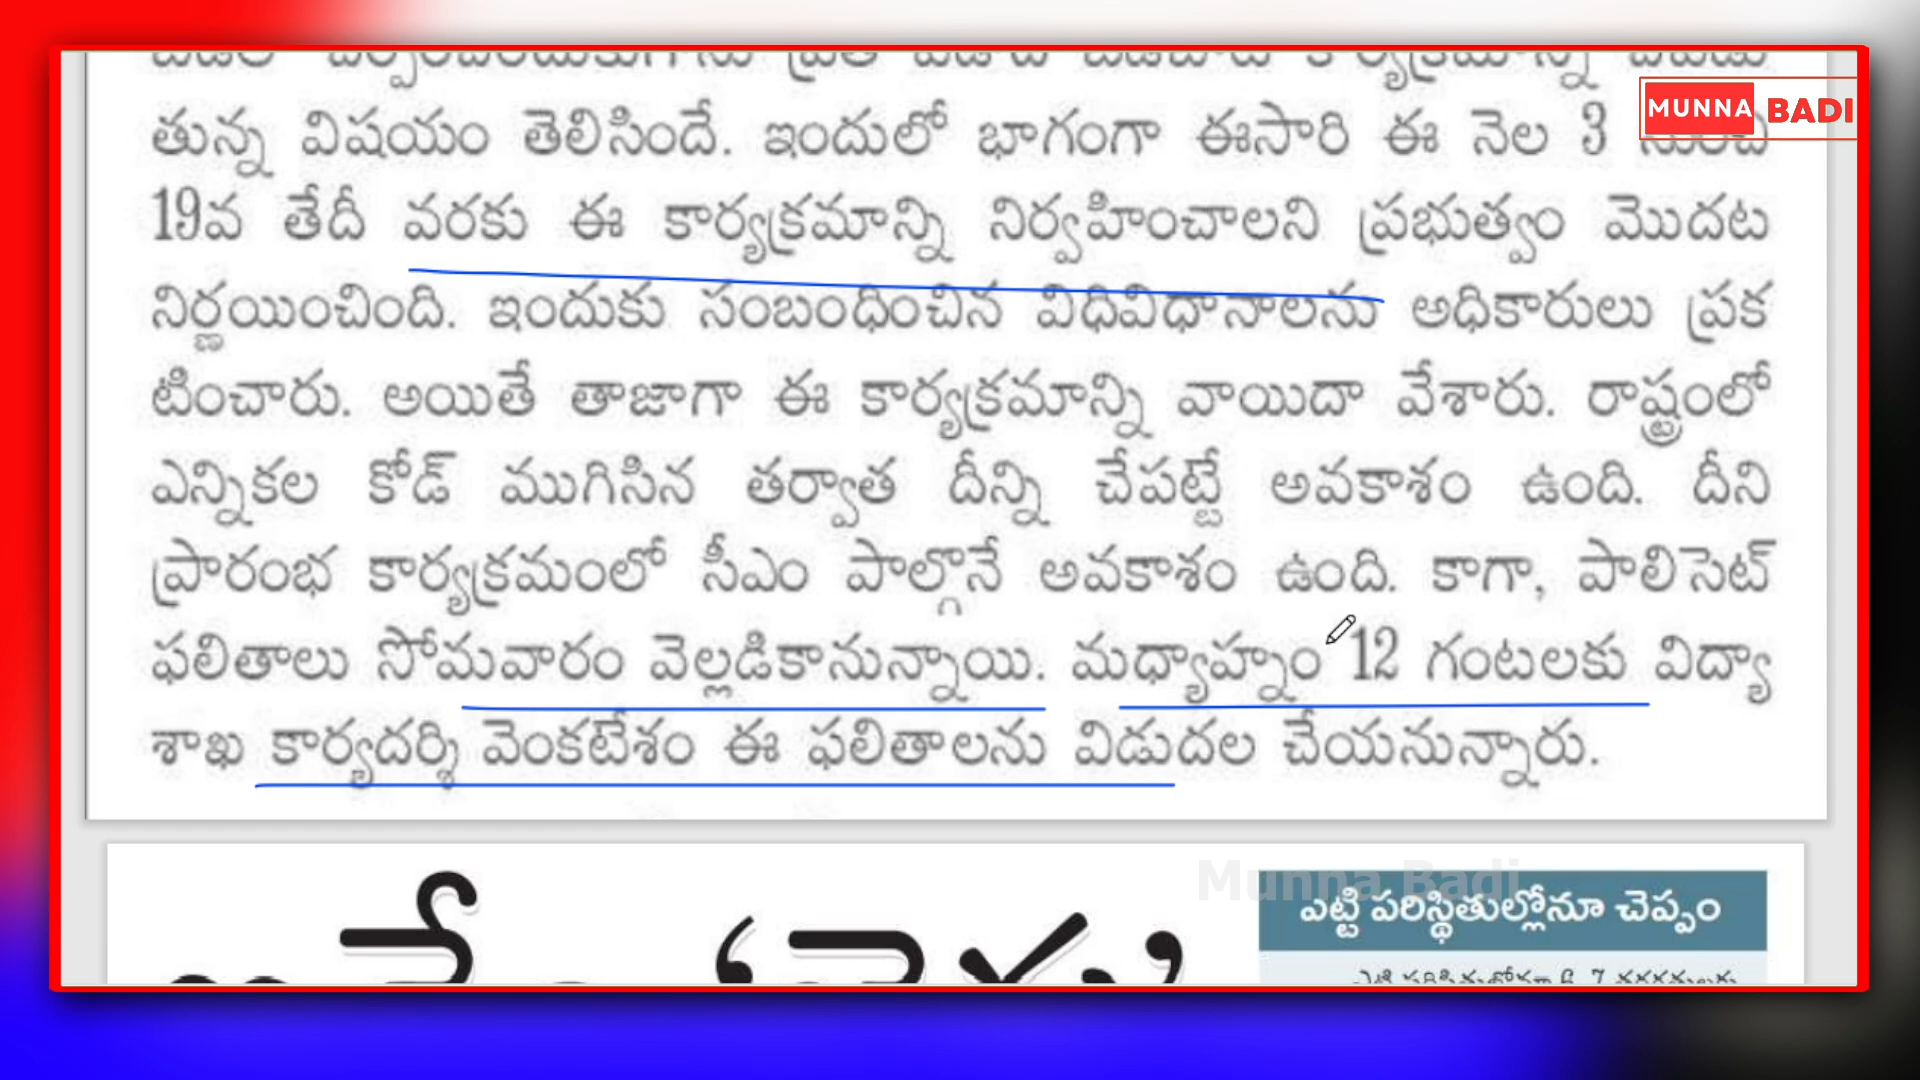 MUNNA BADI
తున్న విషయం తెలిసిందే. ఇందులో భాగంగా ఈసారి ఈ నెల 3 నుంచి
19వ తేదీ వరకు ఈ కార్యక్రమాన్ని నిర్వహించాలని ప్రభుత్వం మొదట
నిర్ణయించింది. ఇందుకు సంబంధించిన విధివిధానాలను అధికారులు ప్రక
టించారు. అయితే తాజాగా ఈ కార్యక్రమాన్ని వాయిదా వేశారు. రాష్ట్రంలో
ఎన్నికల కోడ్ ముగిసిన తర్వాత దీన్ని చేపట్టే అవకాశం ఉంది. దీని
ప్రారంభ కార్యక్రమంలో సీఎం పాల్గొనే అవకాశం ఉంది. కాగా, పాలిసెట్
ఫలితాలు సోమవారం వెల్లడికానున్నాయి. మధ్యాహ్నం 12 గంటలకు విద్యా
శాఖ కార్యదర్శి వెంకటేశం ఈ ఫలితాలను విడుదల చేయనున్నారు.
Munna Badi
ఎట్టి పరిస్థితుల్లోనూ చెప్పం